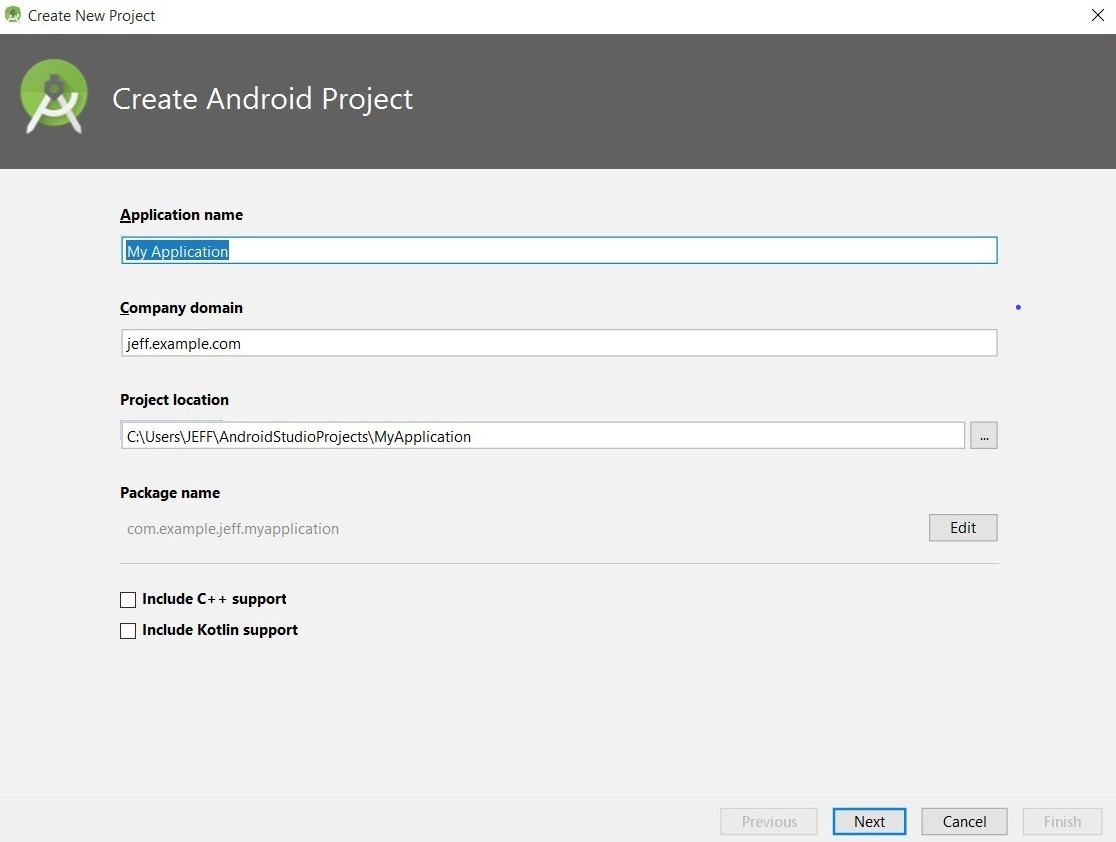 Create New Project
Create Android Project
Application name
My Application
Company domain
jeff.example.com
Project location
C:\Users\JEFF\AndroidStudioProjects\MyApplication
...
Package name
com.example.jeff.myapplication
Edit
Include C++ support
Include Kotlin support
Previous Next Cancel Finish